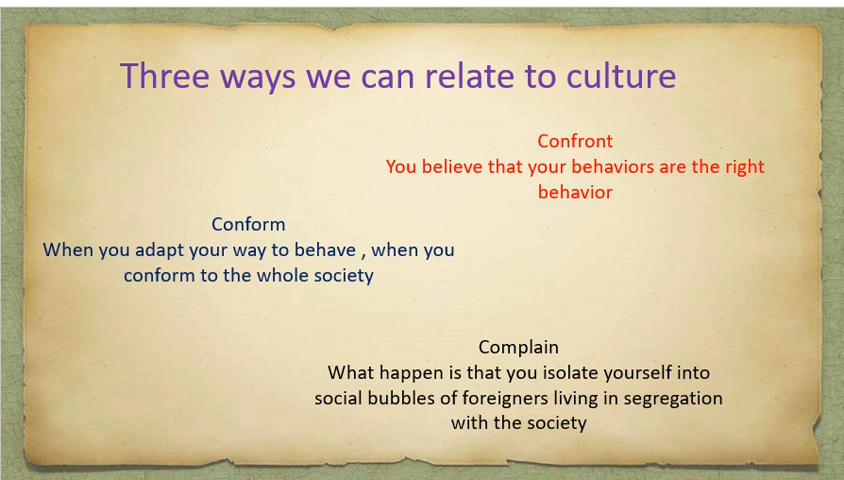 Three ways we can relate to culture
Confront
You believe that your behaviors are the right
behavior
Conform
When you adapt your way to behave , when you
conform to the whole society
Complain
What happen is that you isolate yourself into
social bubbles of foreigners living in segregation
with the society